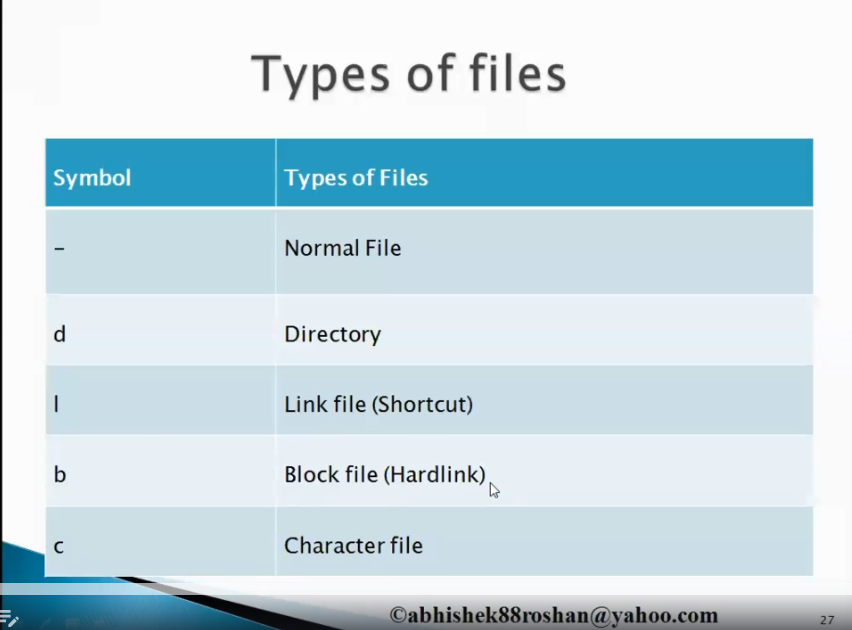 Types of files
Symbol Types of Files
- Normal File
d Directory
l Link file (Shortcut)
b Block file (Hardlink)
c Character file
©abhishek88roshan@yahoo.com
27